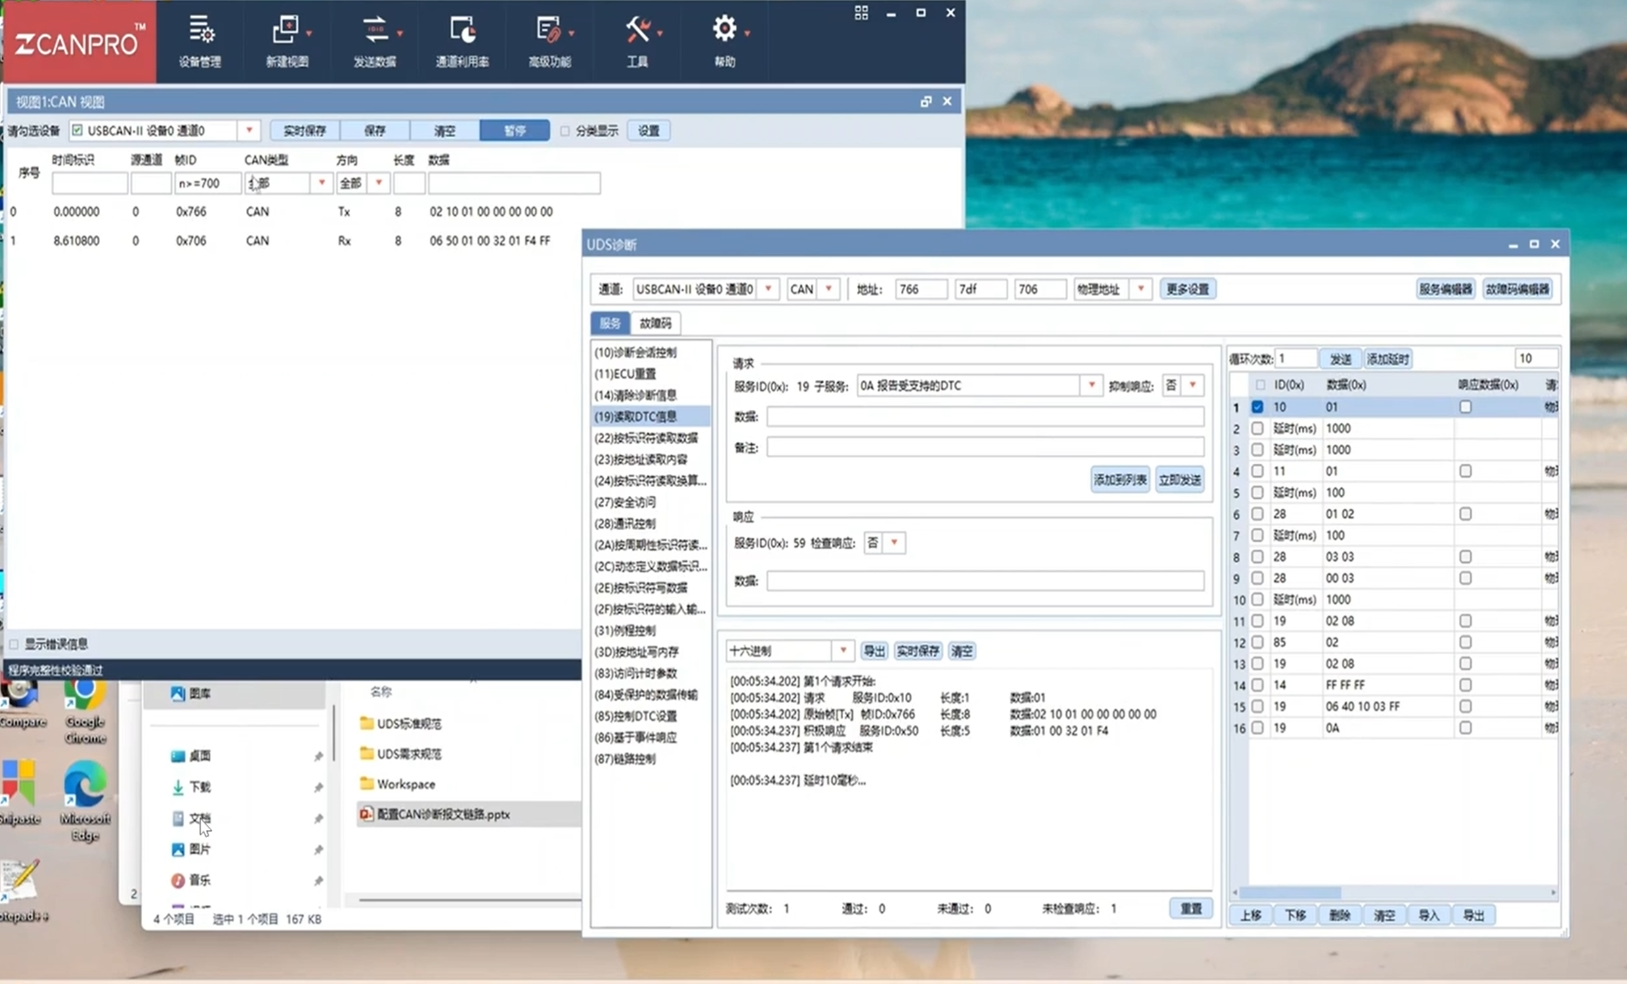 ZCANPRO™
设备管理
新建视图
发送数据
通道利用率
高级功能
工具
帮助
视图1:CAN 视图
请勾选设备 USBCAN-II 设备0 通道0 实时保存 保存 清空 暂停 分类显示 设置
序号 时间标识 源通道 帧ID CAN类型 方向 长度 数据
n>=700 部 全部
0 0.000000 0 0x766 CAN Tx 8 02 10 01 00 00 00 00 00
1 8.610800 0 0x706 CAN Rx 8 06 50 01 00 32 01 F4 FF
显示错误信息
程序完整性校验通过
UDS诊断
通道: USBCAN-II 设备0 通道0 CAN 地址: 766 7df 706 物理地址 更多设置 服务编辑器 故障码编辑器
服务 故障码
(10)诊断会话控制
(11)ECU重置
(14)清除诊断信息
(19)读取DTC信息
(22)按标识符读取数据
(23)按地址读取内容
(24)按标识符读取换算...
(27)安全访问
(28)通讯控制
(2A)按周期性标识符读...
(2C)动态定义数据标识...
(2E)按标识符写数据
(2F)按标识符的输入输...
(31)例程控制
(3D)按地址写内存
(83)访问计时参数
(84)受保护的数据传输
(85)控制DTC设置
(86)基于事件响应
(87)链路控制
请求
服务ID(0x): 19 子服务: 0A 报告受支持的DTC 抑制响应: 否
数据:
备注:
添加到列表 立即发送
响应
服务ID(0x): 59 检查响应: 否
数据:
十六进制 导出 实时保存 清空
[00:05:34.202] 第1个请求开始:
[00:05:34.202] 请求 服务ID:0x10 长度:1 数据:01
[00:05:34.202] 原始帧[Tx] 帧ID:0x766 长度:8 数据:02 10 01 00 00 00 00 00
[00:05:34.237] 积极响应 服务ID:0x50 长度:5 数据:01 00 32 01 F4
[00:05:34.237] 第1个请求结束
[00:05:34.237] 延时10毫秒...
测试次数: 1 通过: 0 未通过: 0 未检查响应: 1 重置
循环次数: 1 发送 添加延时 10
ID(0x) 数据(0x) 响应数据(0x)
1 10 01 物
2 延时(ms) 1000
3 延时(ms) 1000
4 11 01 物
5 延时(ms) 100
6 28 01 02 物
7 延时(ms) 100
8 28 03 03 物
9 28 00 03 物
10 延时(ms) 1000
11 19 02 08 物
12 85 02 物
13 19 02 08 物
14 14 FF FF FF 物
15 19 06 40 10 03 FF 物
16 19 0A 物
上移 下移 删除 清空 导入 导出
Compare
Google Chrome
Snipaste
Microsoft Edge
otepad++
图库
桌面
下载
文档
图片
音乐
名称
UDS标准规范
UDS需求规范
Workspace
配置CAN诊断报文链路.pptx
2
4 个项目 选中 1 个项目 167 KB